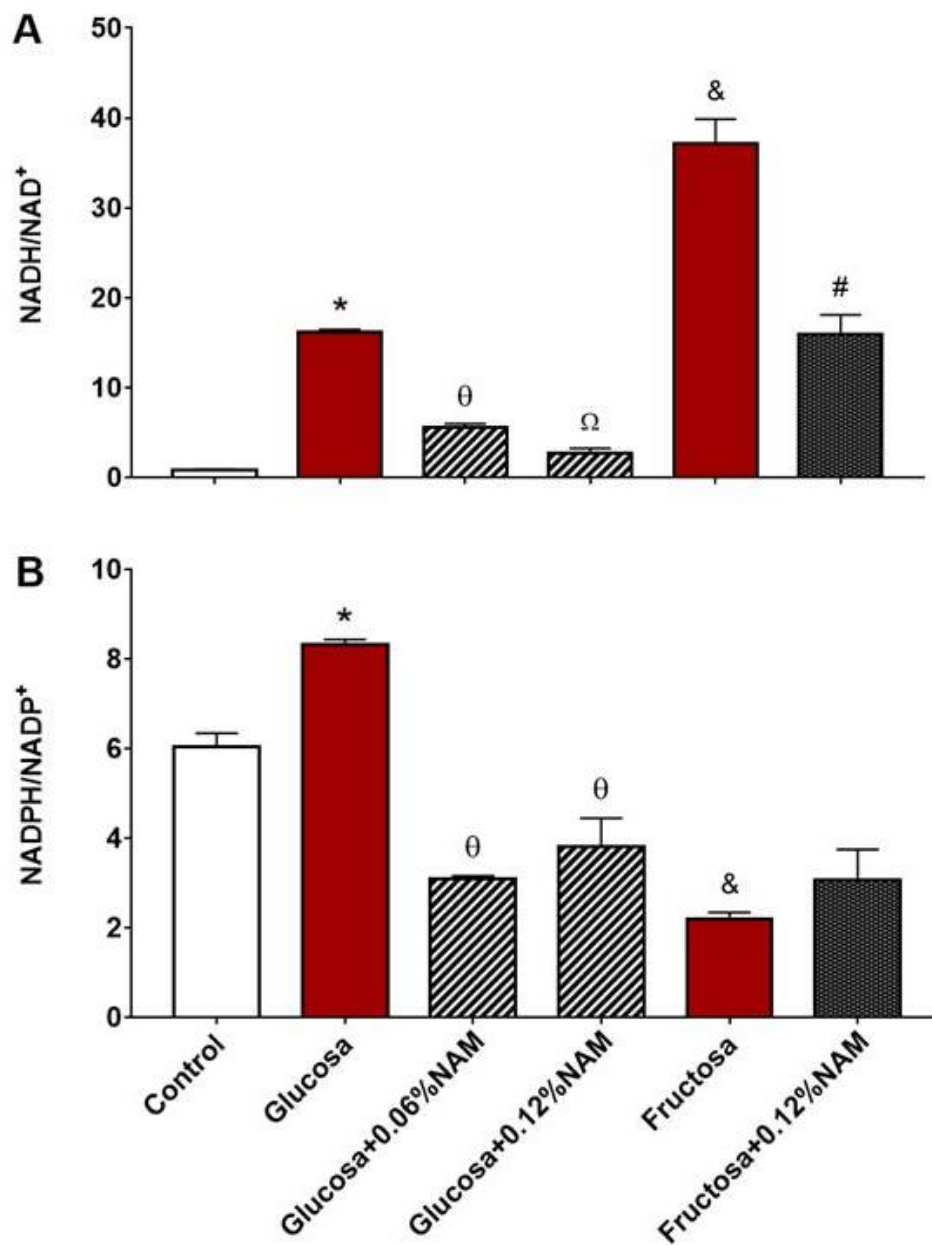 A
NADH/NAD⁺
50
40
30
20
10
0
*
θ
Ω
&
#
B
NADPH/NADP⁺
10
8
6
4
2
0
*
θ
θ
&
Control
Glucosa
Glucosa+0.06%NAM
Glucosa+0.12%NAM
Fructosa
Fructosa+0.12%NAM